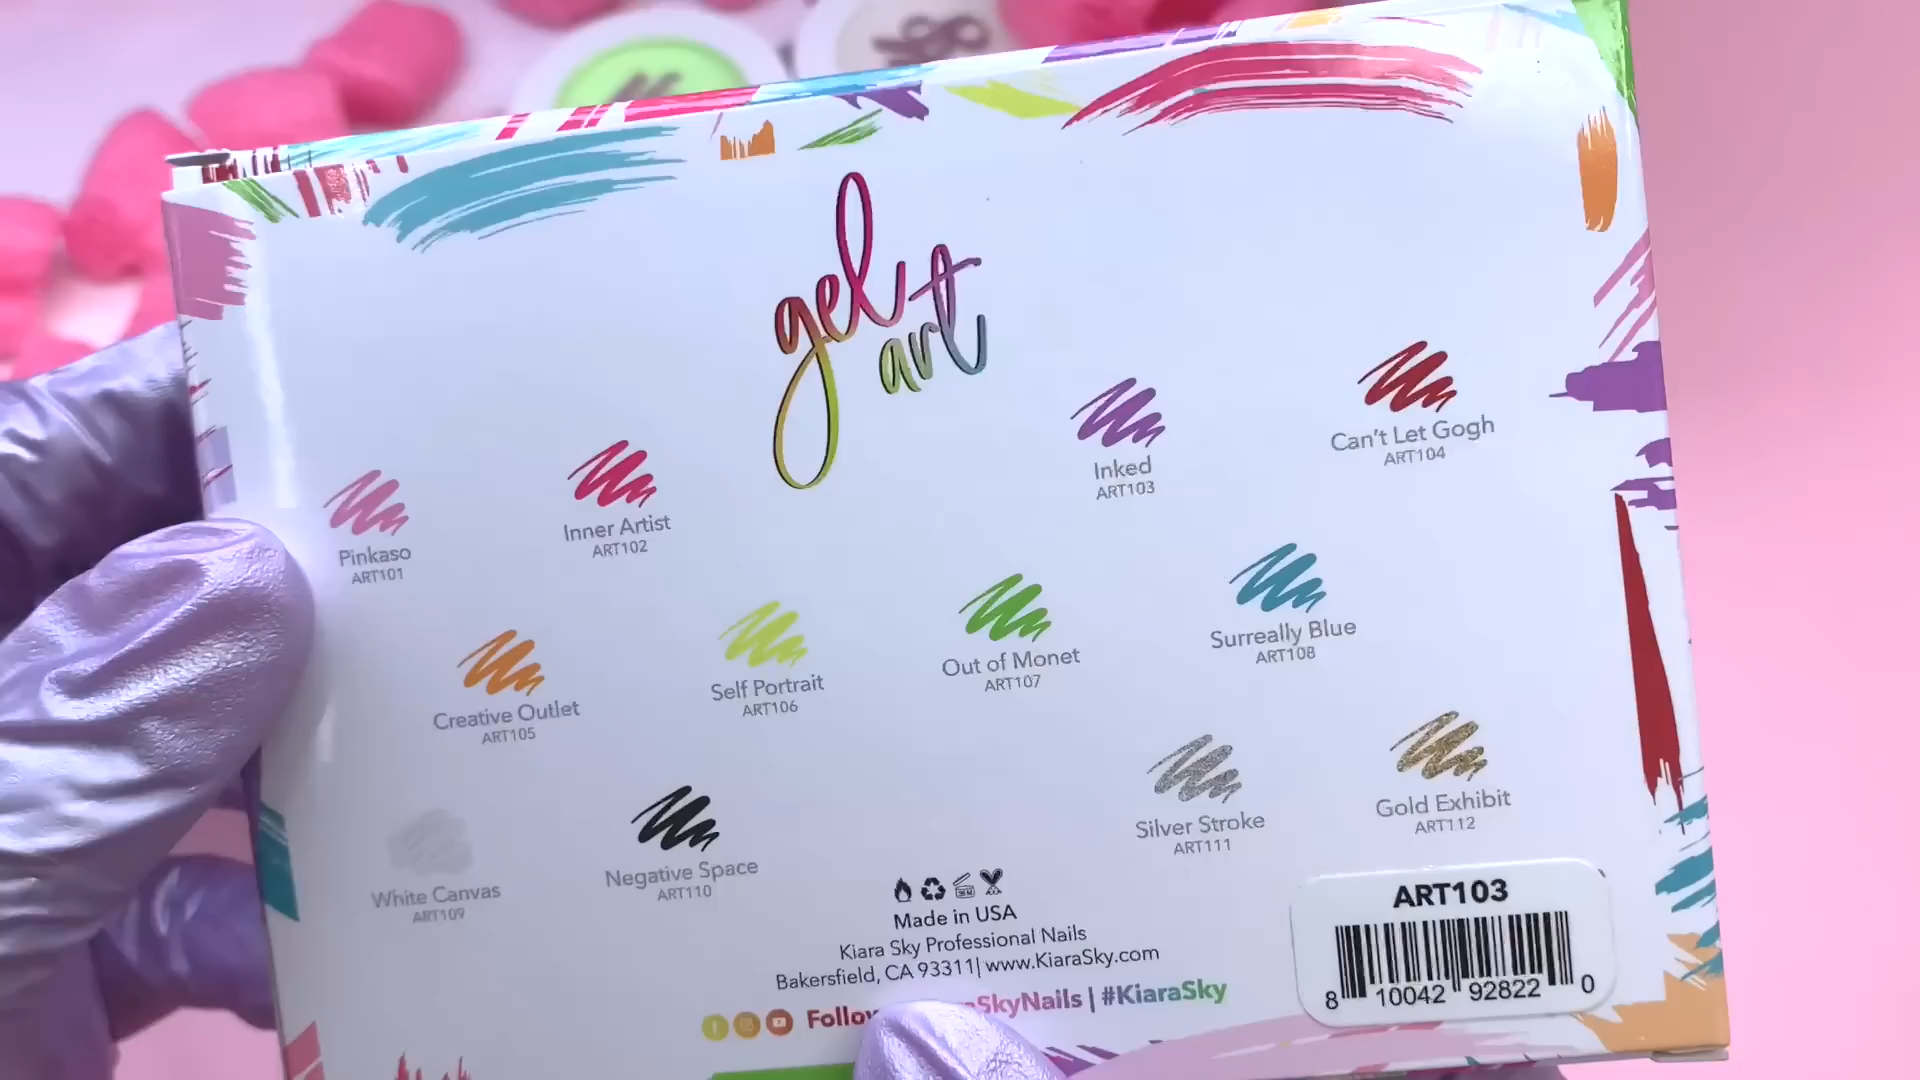 gel
art
Pinkaso
ART101
Inner Artist
ART102
Inked
ART103
Can't Let Gogh
ART104
Creative Outlet
ART105
Self Portrait
ART106
Out of Monet
ART107
Surreally Blue
ART108
White Canvas
ART109
Negative Space
ART110
Silver Stroke
ART111
Gold Exhibit
ART112
Made in USA
Kiara Sky Professional Nails
Bakersfield, CA 93311| www.KiaraSky.com
SkyNails | #KiaraSky
ART103
8 10042 92822 0